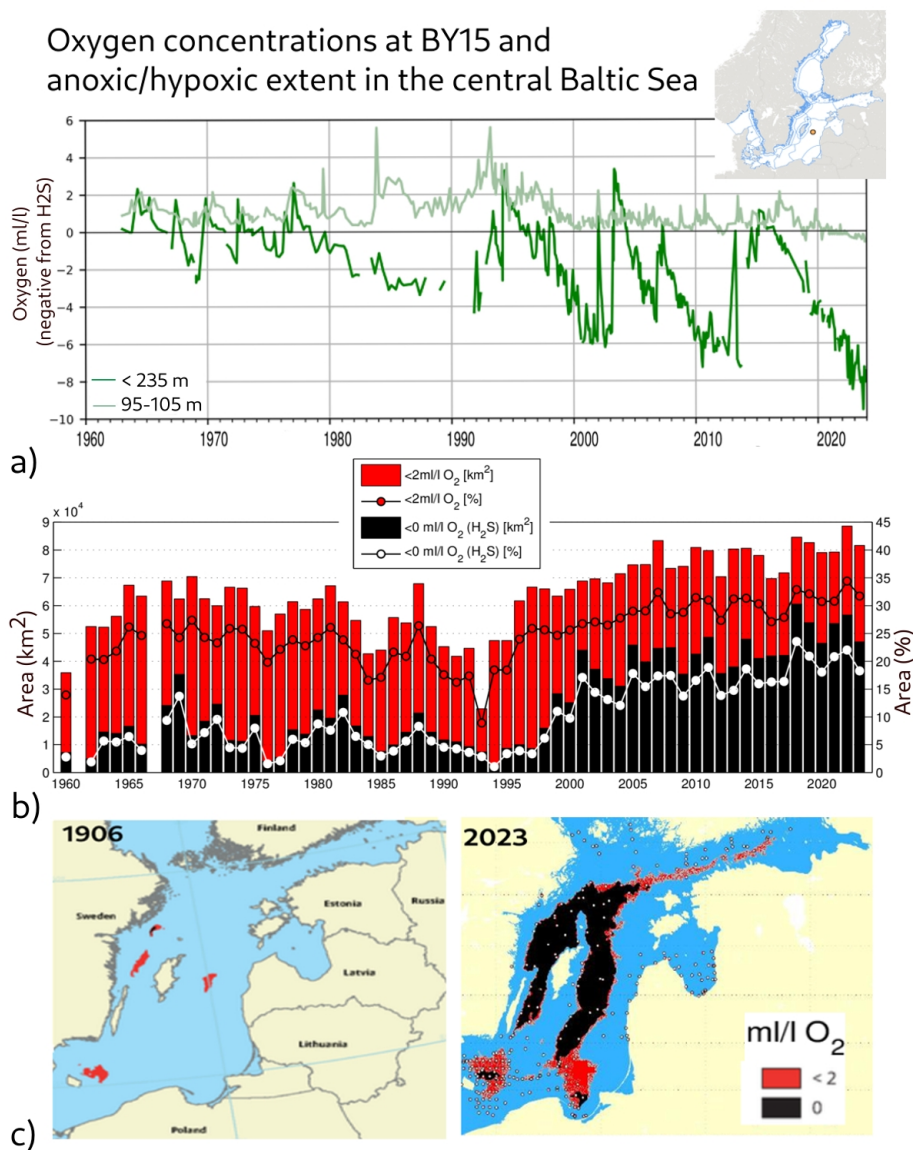 Oxygen concentrations at BY15 and
anoxic/hypoxic extent in the central Baltic Sea
Oxygen (ml/l)
(negative from H2S)
6
4
2
0
−2
−4
−6
−8
−10
< 235 m
95-105 m
1960 1970 1980 1990 2000 2010 2020
a)
<2ml/l O2 [km²]
<2ml/l O2 [%]
<0 ml/l O2 (H2S) [km²]
<0 ml/l O2 (H2S) [%]
x 10⁴
Area (km²)
9
8
7
6
5
4
3
2
1
0
45
40
35
30
25
20
15
10
5
0
Area (%)
1960 1965 1970 1975 1980 1985 1990 1995 2000 2005 2010 2015 2020
b)
1906
Finland
Sweden
Estonia
Russia
Latvia
Lithuania
Poland
2023
ml/l O2
< 2
0
c)